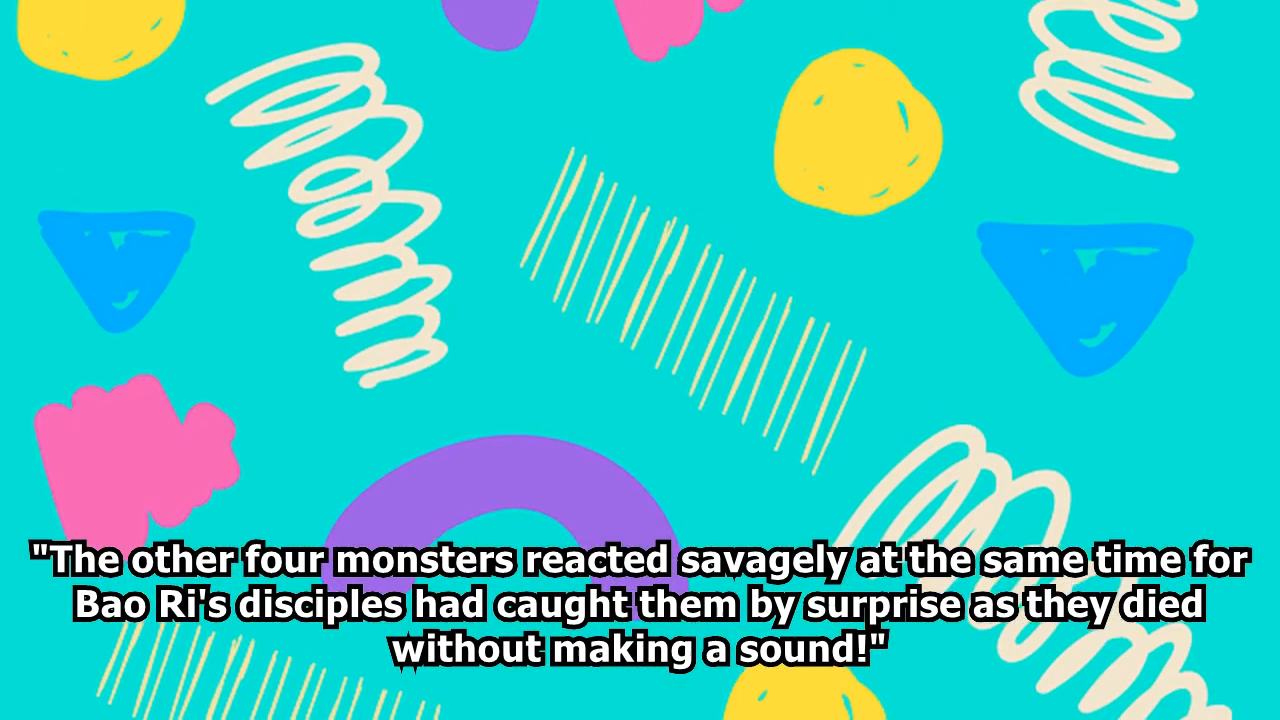 "The other four monsters reacted savagely at the same time for
Bao Ri's disciples had caught them by surprise as they died
without making a sound!"